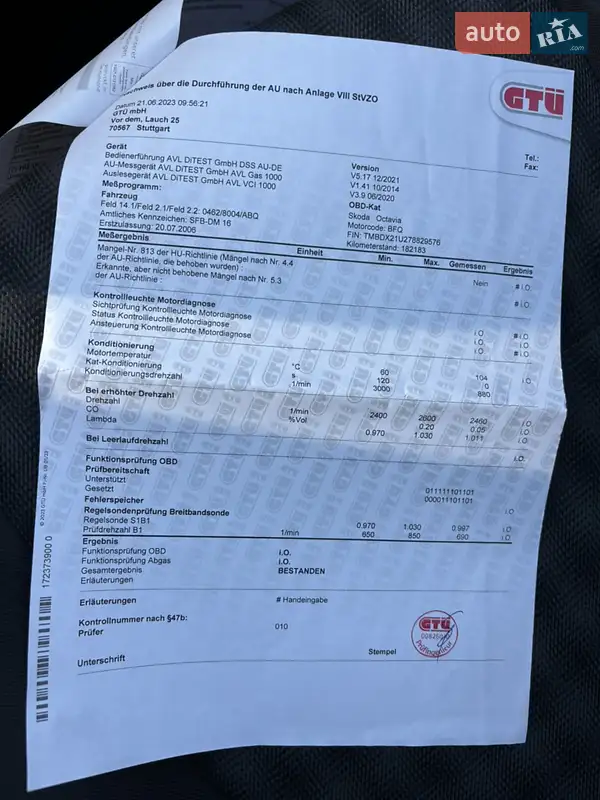 auto RIA .com
GTÜ
Nachweis über die Durchführung der AU nach Anlage VIII StVZO
Datum 21.06.2023 09:56:21
GTÜ mbH
Vor dem, Lauch 25
70567 Stuttgart
Tel.:
Fax:
Gerät
Version
Bedienerführung AVL DiTEST GmbH DSS AU-DE V5.17 12/2021
AU-Messgerät AVL DiTEST GmbH AVL Gas 1000 V1.41 10/2014
Auslesegerät AVL DiTEST GmbH AVL VCI 1000 V3.9 06/2020
Meßprogramm: OBD-Kat
Fahrzeug
Feld 14.1/Feld 2.1/Feld 2.2: 0462/8004/ABQ Skoda Octavia
Motorcode: BFQ
Amtliches Kennzeichen: SFB-DM 16 FIN: TMBDX21U278829576
Erstzulassung: 20.07.2006 Kilometerstand: 182183
Meßergebnis Einheit Min. Max. Gemessen Ergebnis
Mangel-Nr. 813 der HU-Richtlinie (Mängel nach Nr. 4.4
der AU-Richtlinie, die behoben wurden) : Nein # i.O.
Erkannte, aber nicht behobene Mängel nach Nr. 5.3
der AU-Richtlinie : # i.O.
Kontrollleuchte Motordiagnose
Sichtprüfung Kontrollleuchte Motordiagnose i.O. # i.O.
Status Kontrollleuchte Motordiagnose i.O. i.O.
Ansteuerung Kontrollleuchte Motordiagnose i.O. # i.O.
Konditionierung
Motortemperatur °C 60 104 i.O.
Kat-Konditionierung s 120 0
Konditionierungsdrehzahl 1/min 3000 880
Bei erhöhter Drehzahl
Drehzahl 1/min 2400 2600 2460 i.O.
CO %Vol 0.20 0.05 i.O.
Lambda 0.970 1.030 1.011 i.O.
Bei Leerlaufdrehzahl
i.O.
Funktionsprüfung OBD
Prüfbereitschaft
Unterstützt 011111101101
Gesetzt 000011101101
Fehlerspeicher
i.O.
Regelsondenprüfung Breitbandsonde
Regelsonde S1B1 0.970 1.030 0.997 i.O.
Prüfdrehzahl B1 1/min 650 850 690 i.O.
Ergebnis
Funktionsprüfung OBD i.O.
Funktionsprüfung Abgas i.O.
Gesamtergebnis BESTANDEN
Erläuterungen
Erläuterungen # Handeingabe
Kontrollnummer nach §47b: 010
Prüfer
Unterschrift
Stempel
GTÜ
Prüfingenieur
172373900 0